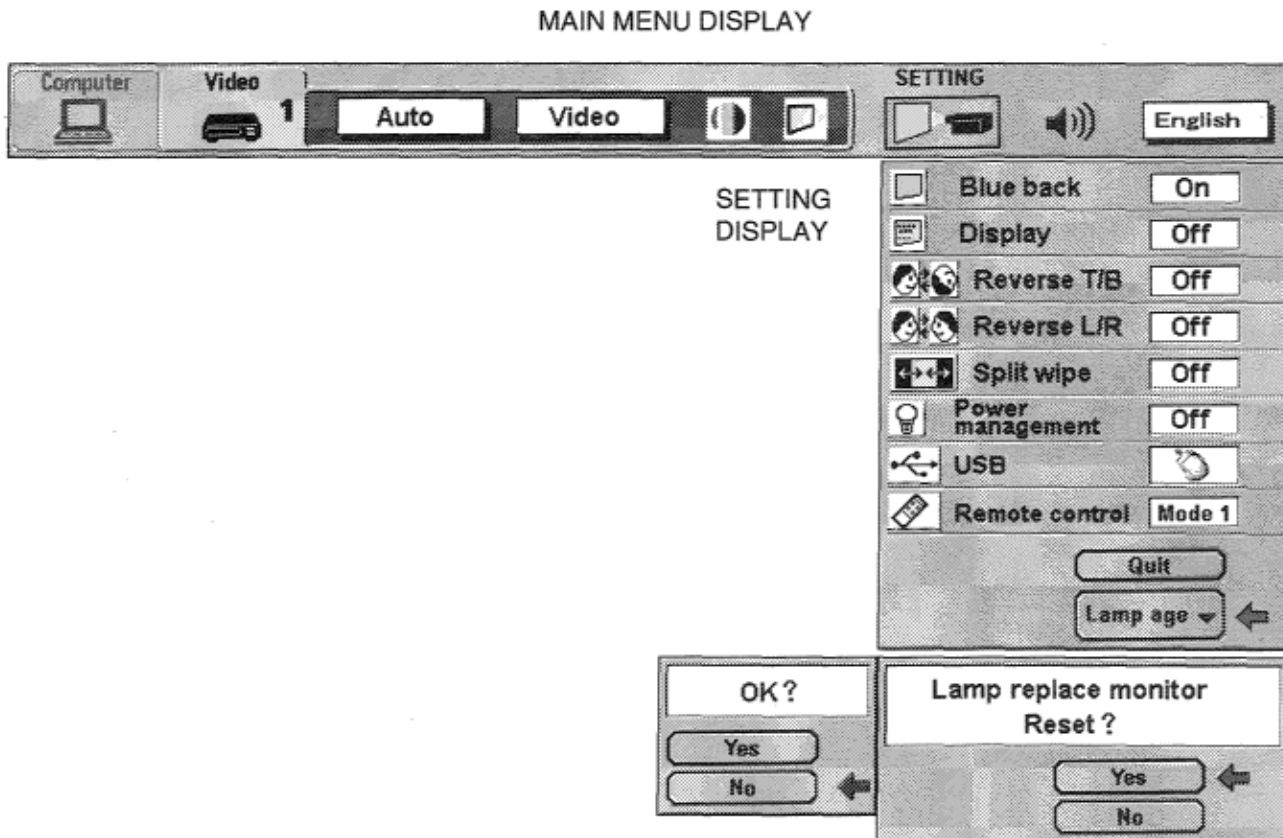 MAIN MENU DISPLAY
Computer
Video
1
Auto
Video
SETTING
English
SETTING
DISPLAY
Blue back On
Display Off
Reverse T/B Off
Reverse L/R Off
Split wipe Off
Power
management Off
USB
Remote control Mode 1
Quit
Lamp age
OK?
Yes
No
Lamp replace monitor
Reset ?
Yes
No